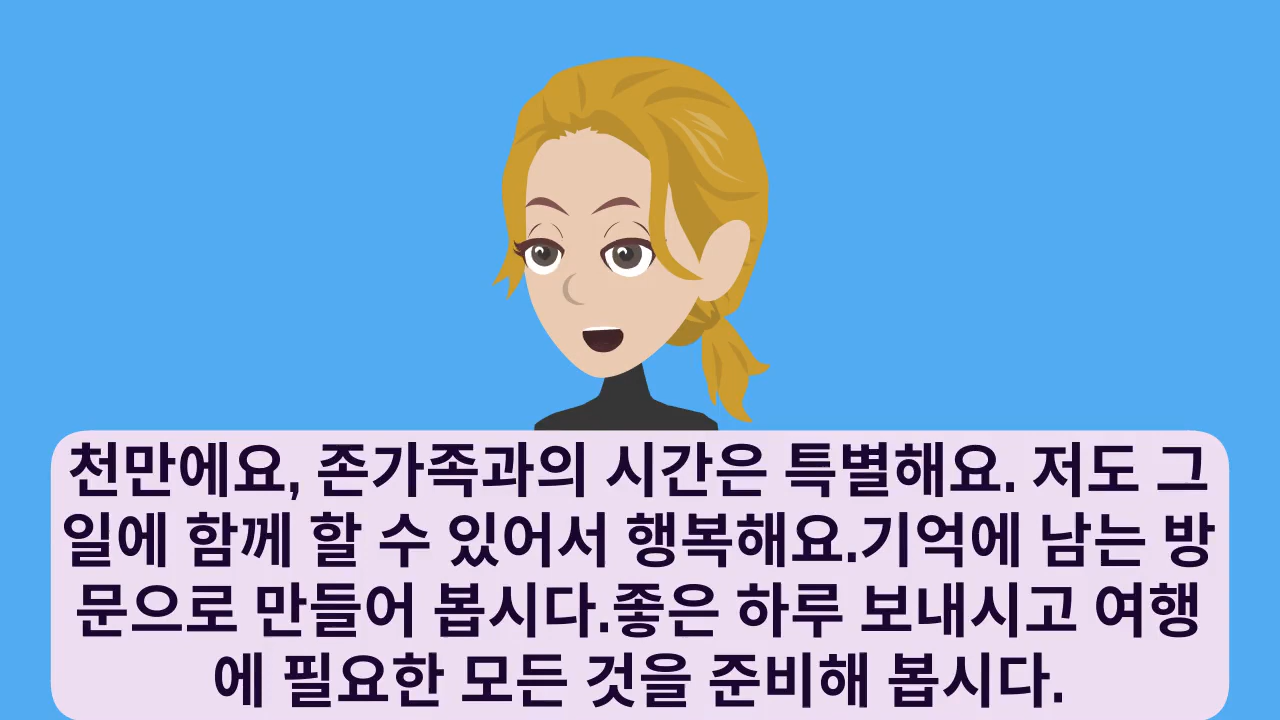 천만에요, 존가족과의 시간은 특별해요. 저도 그
일에 함께 할 수 있어서 행복해요.기억에 남는 방
문으로 만들어 봅시다.좋은 하루 보내시고 여행
에 필요한 모든 것을 준비해 봅시다.